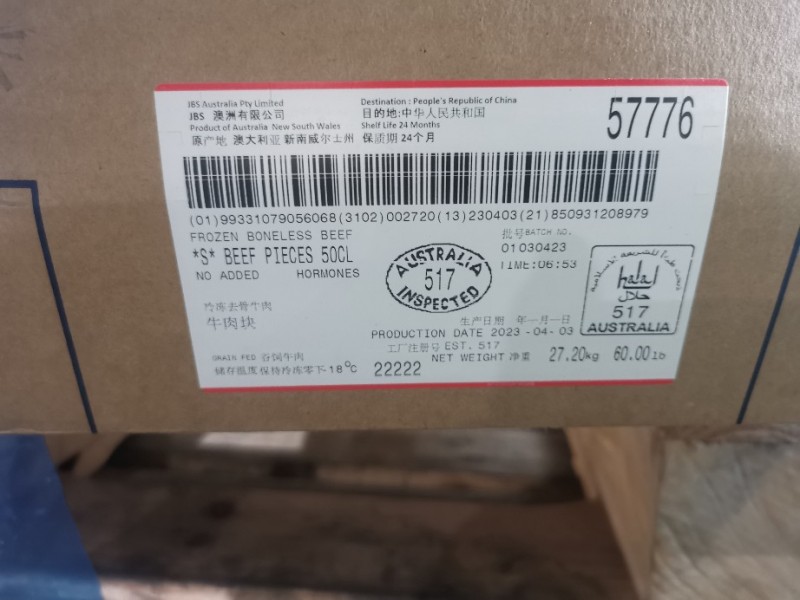 JBS Australia Pty Limited
JBS 澳洲有限公司
Product of Australia New South Wales
原产地 澳大利亚 新南威尔士州
Destination : People's Republic of China
目的地:中华人民共和国
Shelf Life 24 Months
保质期 24个月
57776
(01)99331079056068(3102)002720(13)230403(21)850931208979
FROZEN BONELESS BEEF
*S* BEEF PIECES 50CL
NO ADDED HORMONES
AUSTRALIA
517
INSPECTED
批号BATCH NO.
01030423
TIME:06:53
halal
حلال
517
AUSTRALIA
冷冻去骨牛肉
牛肉块
生产日期 年—月—日
PRODUCTION DATE 2023-04-03
工厂注册号 EST. 517
NET WEIGHT 净重 27.20kg 60.00lb
GRAIN FED 谷饲牛肉
储存温度保持冷冻零下18°C
22222